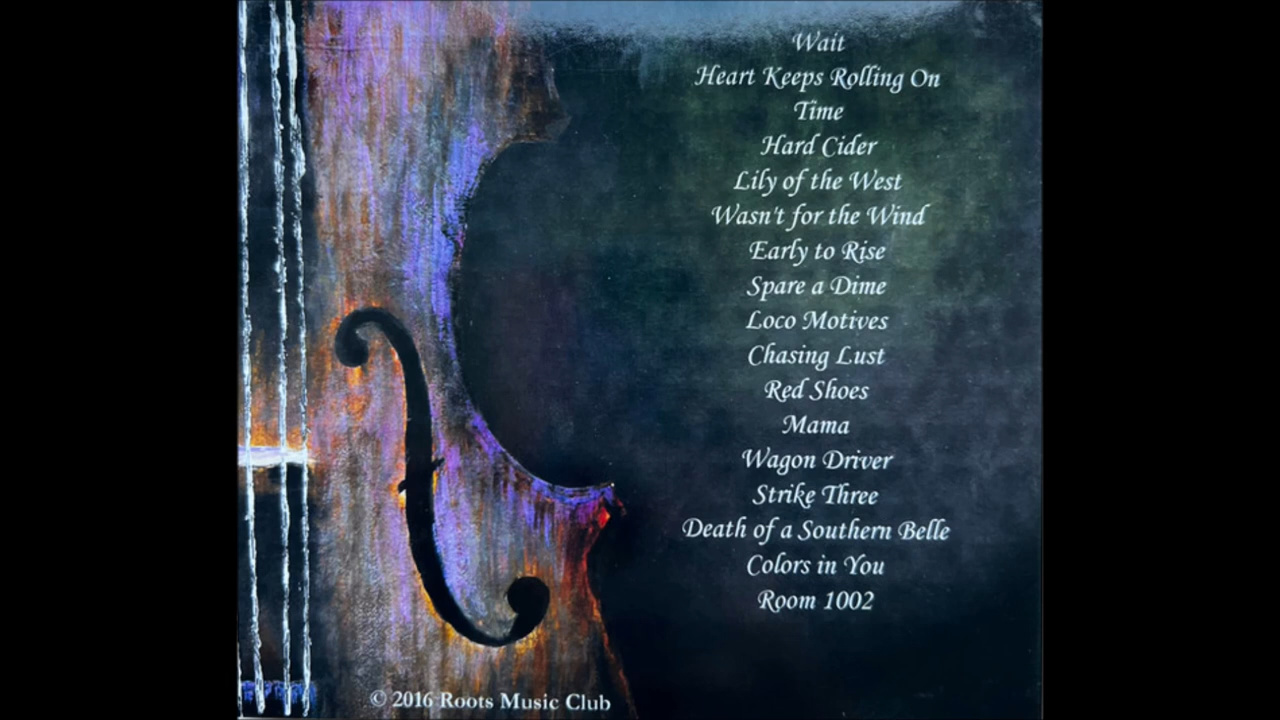 Wait
Heart Keeps Rolling On
Time
Hard Cider
Lily of the West
Wasn't for the Wind
Early to Rise
Spare a Dime
Loco Motives
Chasing Lust
Red Shoes
Mama
Wagon Driver
Strike Three
Death of a Southern Belle
Colors in You
Room 1002
© 2016 Roots Music Club